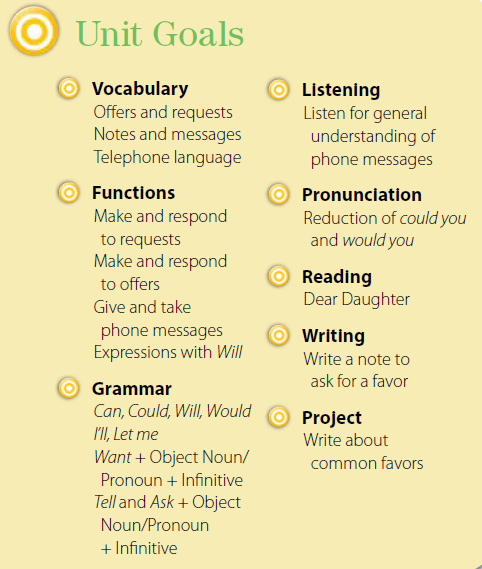 Unit Goals
Vocabulary
Offers and requests
Notes and messages
Telephone language
Functions
Make and respond
to requests
Make and respond
to offers
Give and take
phone messages
Expressions with Will
Grammar
Can, Could, Will, Would
I'll, Let me
Want + Object Noun/
Pronoun + Infinitive
Tell and Ask + Object
Noun/Pronoun
+ Infinitive
Listening
Listen for general
understanding of
phone messages
Pronunciation
Reduction of could you
and would you
Reading
Dear Daughter
Writing
Write a note to
ask for a favor
Project
Write about
common favors